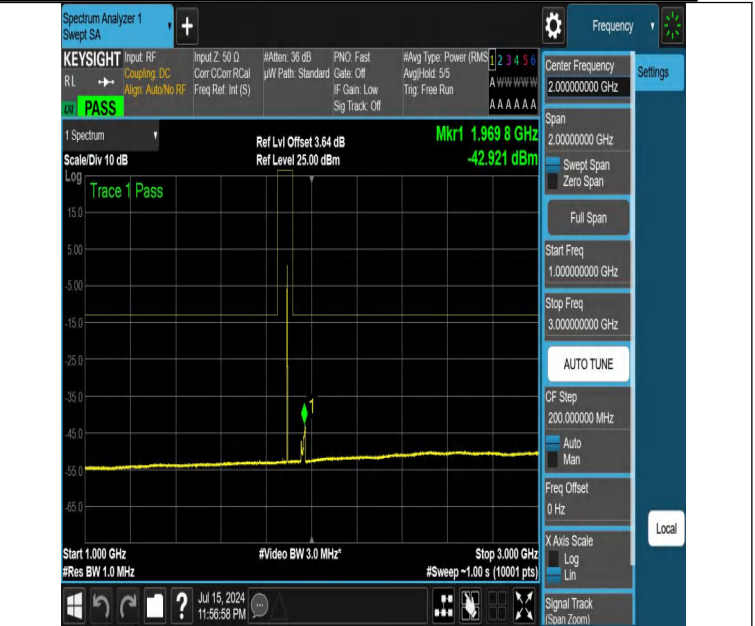 Spectrum Analyzer 1
Swept SA
+
Frequency
KEYSIGHT
RL
PASS
Input: RF
Coupling: DC
Align: Auto/No RF
Input Z: 50 Ω
Corr CCorr RCal
Freq Ref: Int (S)
#Atten: 36 dB
µW Path: Standard
PNO: Fast
Gate: Off
IF Gain: Low
Sig Track: Off
#Avg Type: Power (RMS
Avg|Hold: 5/5
Trig: Free Run
1 2 3 4 5 6
A W W W W W
A A A A A A
1 Spectrum
Scale/Div 10 dB
Ref Lvl Offset 3.64 dB
Ref Level 25.00 dBm
Mkr1 1.969 8 GHz
-42.921 dBm
Log
Trace 1 Pass
15.0
5.00
-5.00
-15.0
-25.0
-35.0
1
-45.0
-55.0
-65.0
Start 1.000 GHz
#Res BW 1.0 MHz
#Video BW 3.0 MHz*
Stop 3.000 GHz
#Sweep ~1.00 s (10001 pts)
?
Jul 15, 2024
11:56:58 PM
Center Frequency
2.000000000 GHz
Settings
Span
2.00000000 GHz
Swept Span
Zero Span
Full Span
Start Freq
1.000000000 GHz
Stop Freq
3.000000000 GHz
AUTO TUNE
CF Step
200.000000 MHz
Auto
Man
Freq Offset
0 Hz
X Axis Scale
Log
Lin
Local
Signal Track
(Span Zoom)